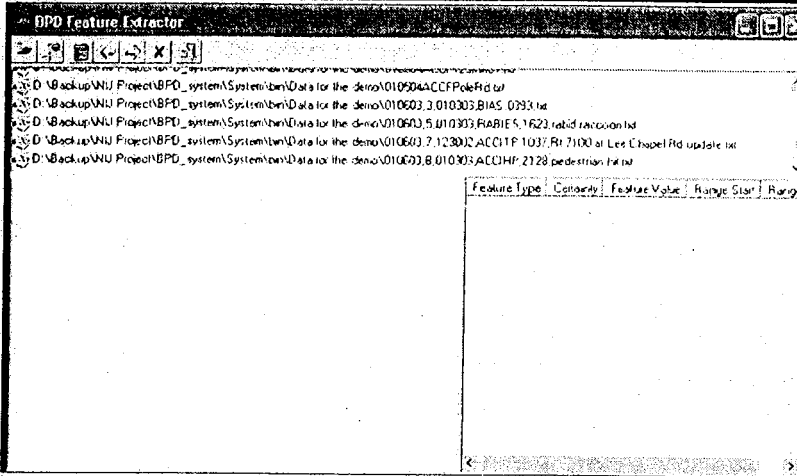 BPD Feature Extractor
D:\Backup\NIJ Project\BPD_system\System\bin\Data for the demo\010504ACCFPoleRd.txt
D:\Backup\NIJ Project\BPD_system\System\bin\Data for the demo\010603,3,010303,BIAS,0393.txt
D:\Backup\NIJ Project\BPD_system\System\bin\Data for the demo\010603,5,010303,RABIES,1623,rabid raccoon.txt
D:\Backup\NIJ Project\BPD_system\System\bin\Data for the demo\010603,7,123002,ACCITP,1037,Rt 7100 at Lee Chapel Rd update.txt
D:\Backup\NIJ Project\BPD_system\System\bin\Data for the demo\010603,8,010303,ACCIHP,2128 pedestrian
Feature Type Certainty Feature Value Range Start Rang